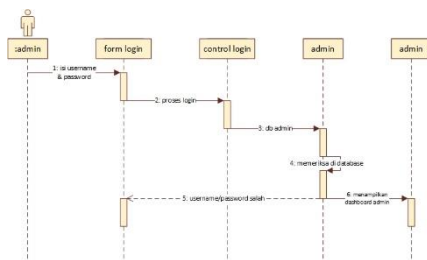 :admin
form login
control login
admin
admin
1: isi username
& password
2: proses login
3: db admin
4: memeriksa di database
5: username/password salah
6: menampilkan
dashboard admin